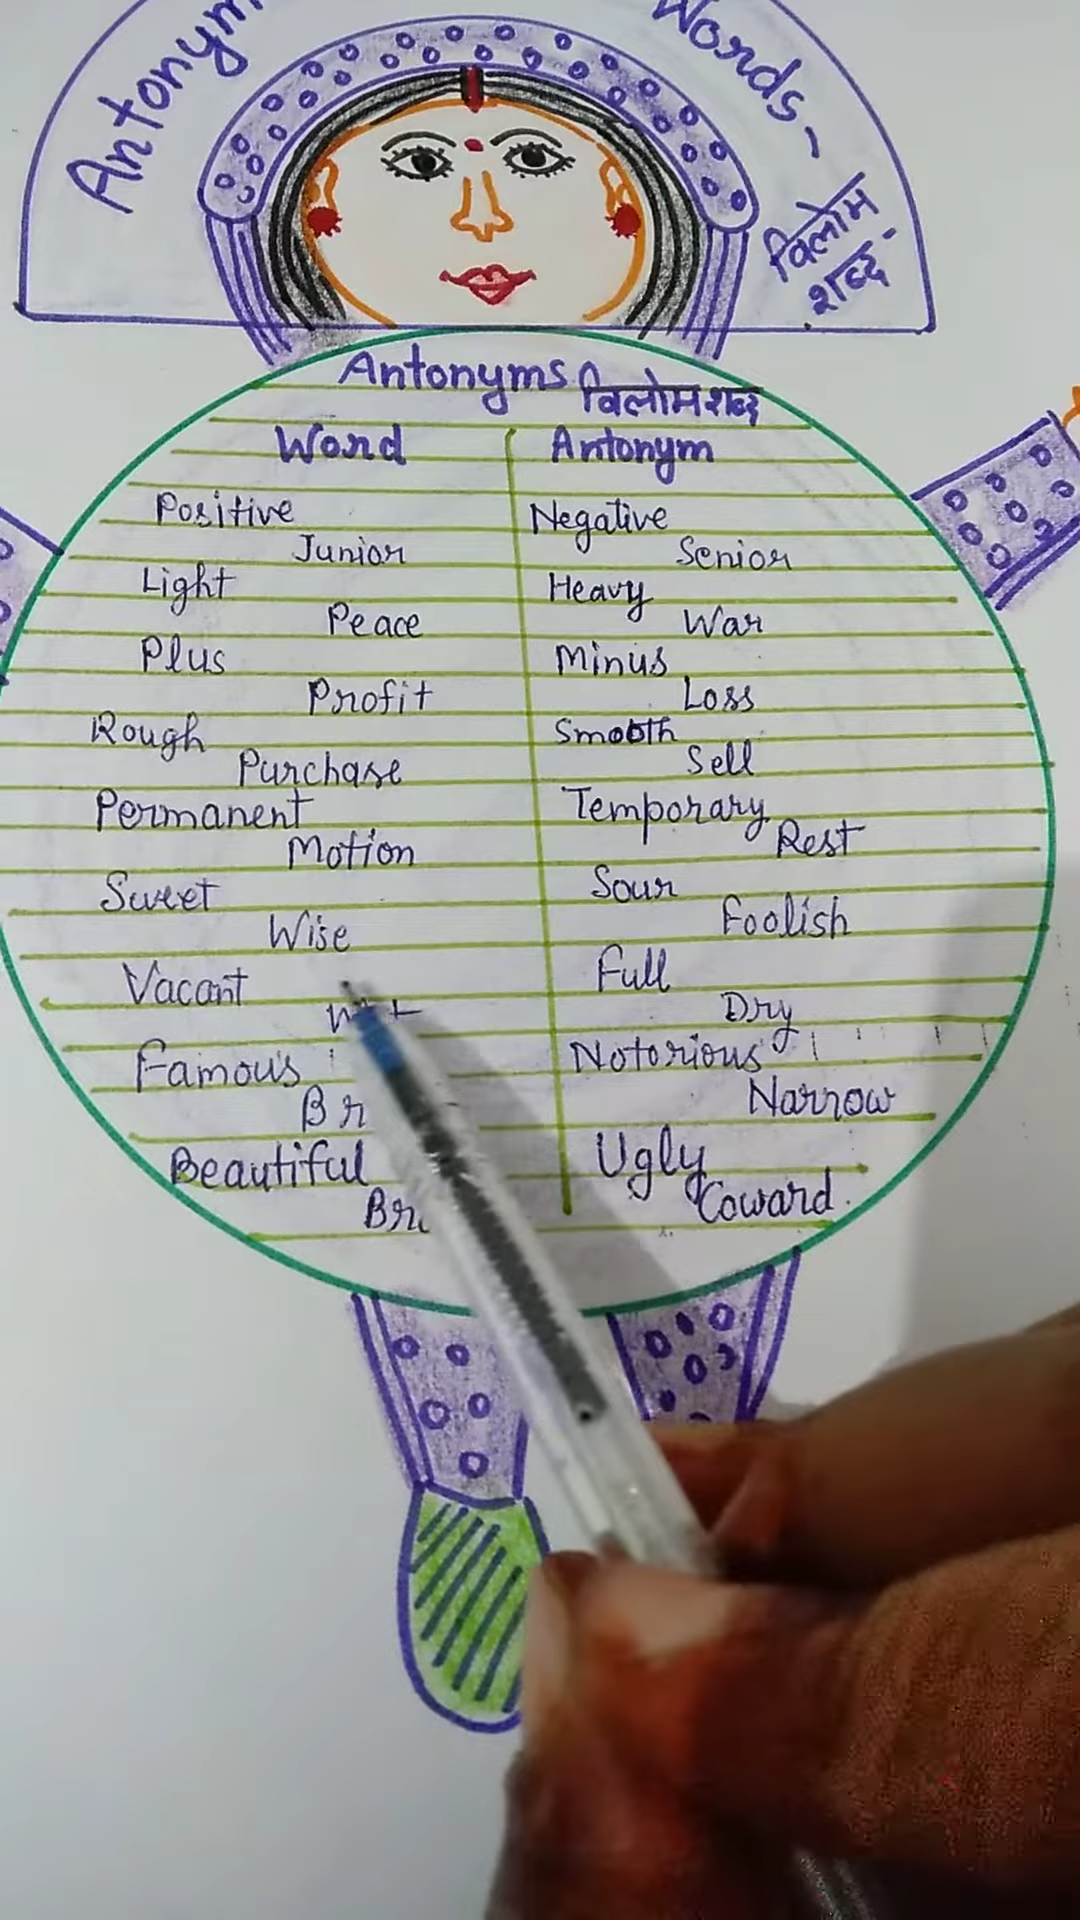 Antonym
Words-
विलोम
शब्द-
Antonyms विलोम शब्द
Word Antonym
Positive Negative
Junior Senior
Light Heavy
Peace War
Plus Minus
Profit Loss
Rough Smooth
Purchase Sell
Permanent Temporary
Motion Rest
Sweet Sour
Wise Foolish
Vacant Full
Dry
Famous Notorious
Narrow
Beautiful Ugly
Coward.